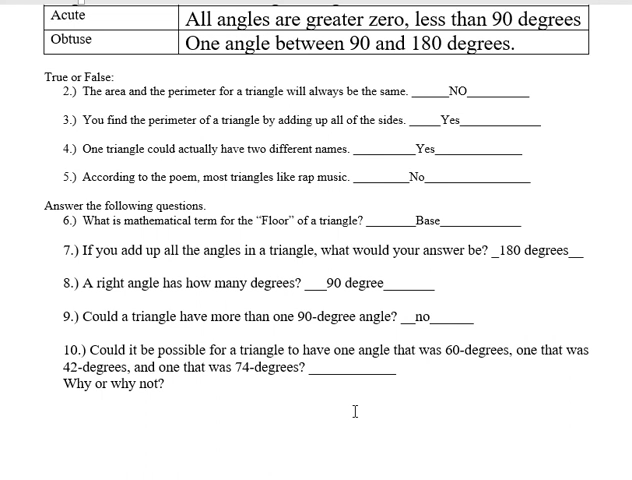 Acute
All angles are greater zero, less than 90 degrees
Obtuse
One angle between 90 and 180 degrees.
True or False:
2.) The area and the perimeter for a triangle will always be the same. ______NO__________
3.) You find the perimeter of a triangle by adding up all of the sides. _____Yes_____________
4.) One triangle could actually have two different names. __________Yes______________
5.) According to the poem, most triangles like rap music. _________No_________________
Answer the following questions.
6.) What is mathematical term for the “Floor” of a triangle? ________Base_____________
7.) If you add up all the angles in a triangle, what would your answer be? _180 degrees__
8.) A right angle has how many degrees? ___90 degree_______
9.) Could a triangle have more than one 90-degree angle? __no______
10.) Could it be possible for a triangle to have one angle that was 60-degrees, one that was
42-degrees, and one that was 74-degrees? ____________
Why or why not?